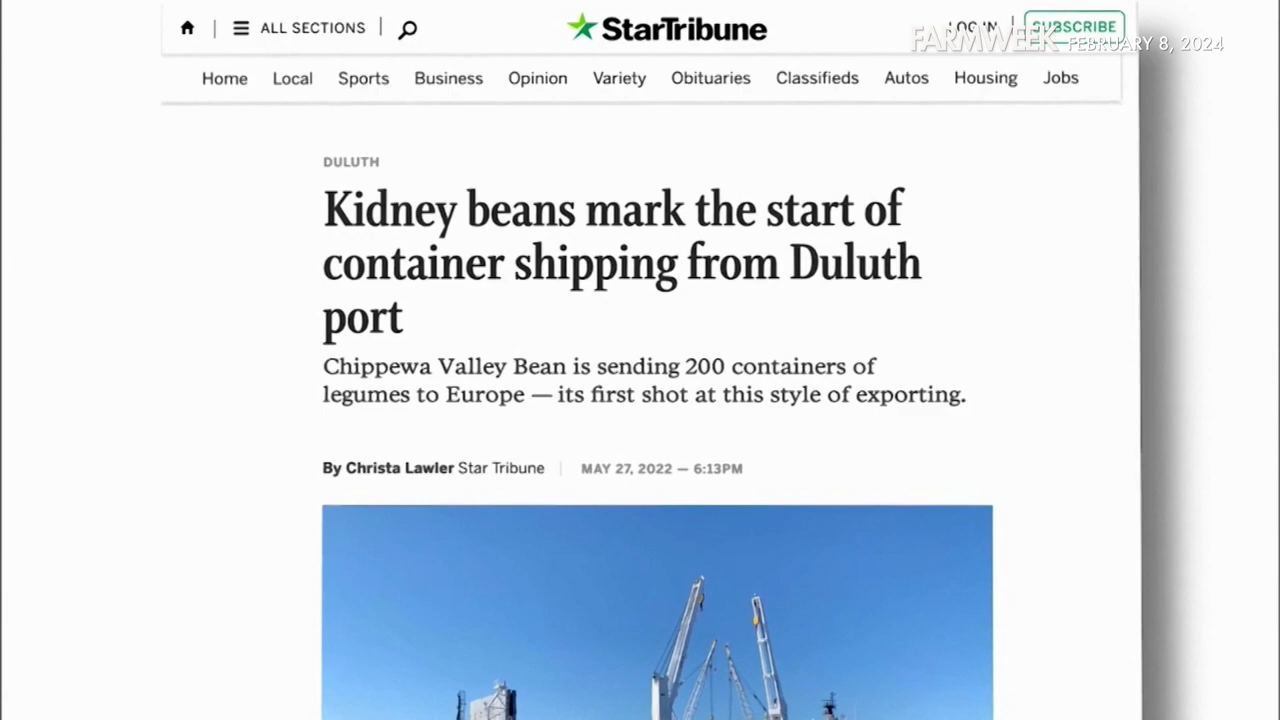 ALL SECTIONS
StarTribune
LOG IN
SUBSCRIBE
FARMWEEK FEBRUARY 8, 2024
Home Local Sports Business Opinion Variety Obituaries Classifieds Autos Housing Jobs
DULUTH
Kidney beans mark the start of
container shipping from Duluth
port
Chippewa Valley Bean is sending 200 containers of
legumes to Europe — its first shot at this style of exporting.
By Christa Lawler Star Tribune
MAY 27, 2022 — 6:13PM